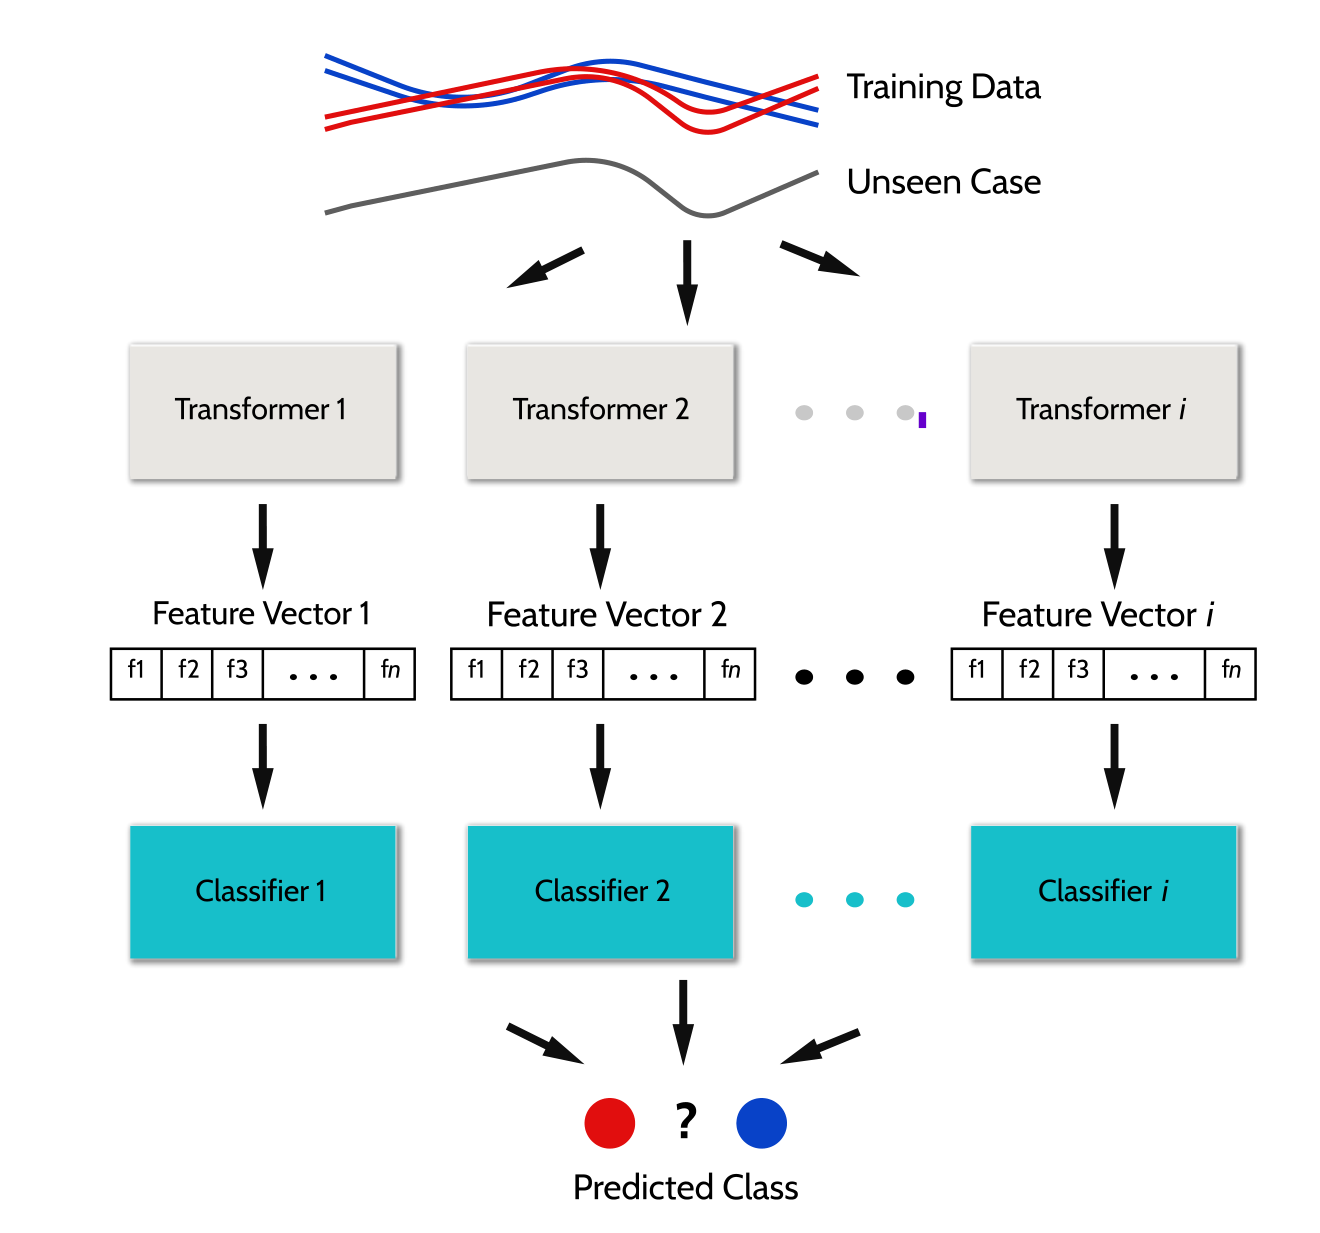 Training Data
Unseen Case
Transformer 1
Transformer 2
Transformer i
Feature Vector 1
Feature Vector 2
Feature Vector i
f1 f2 f3 ... fn
f1 f2 f3 ... fn
f1 f2 f3 ... fn
Classifier 1
Classifier 2
Classifier i
?
Predicted Class